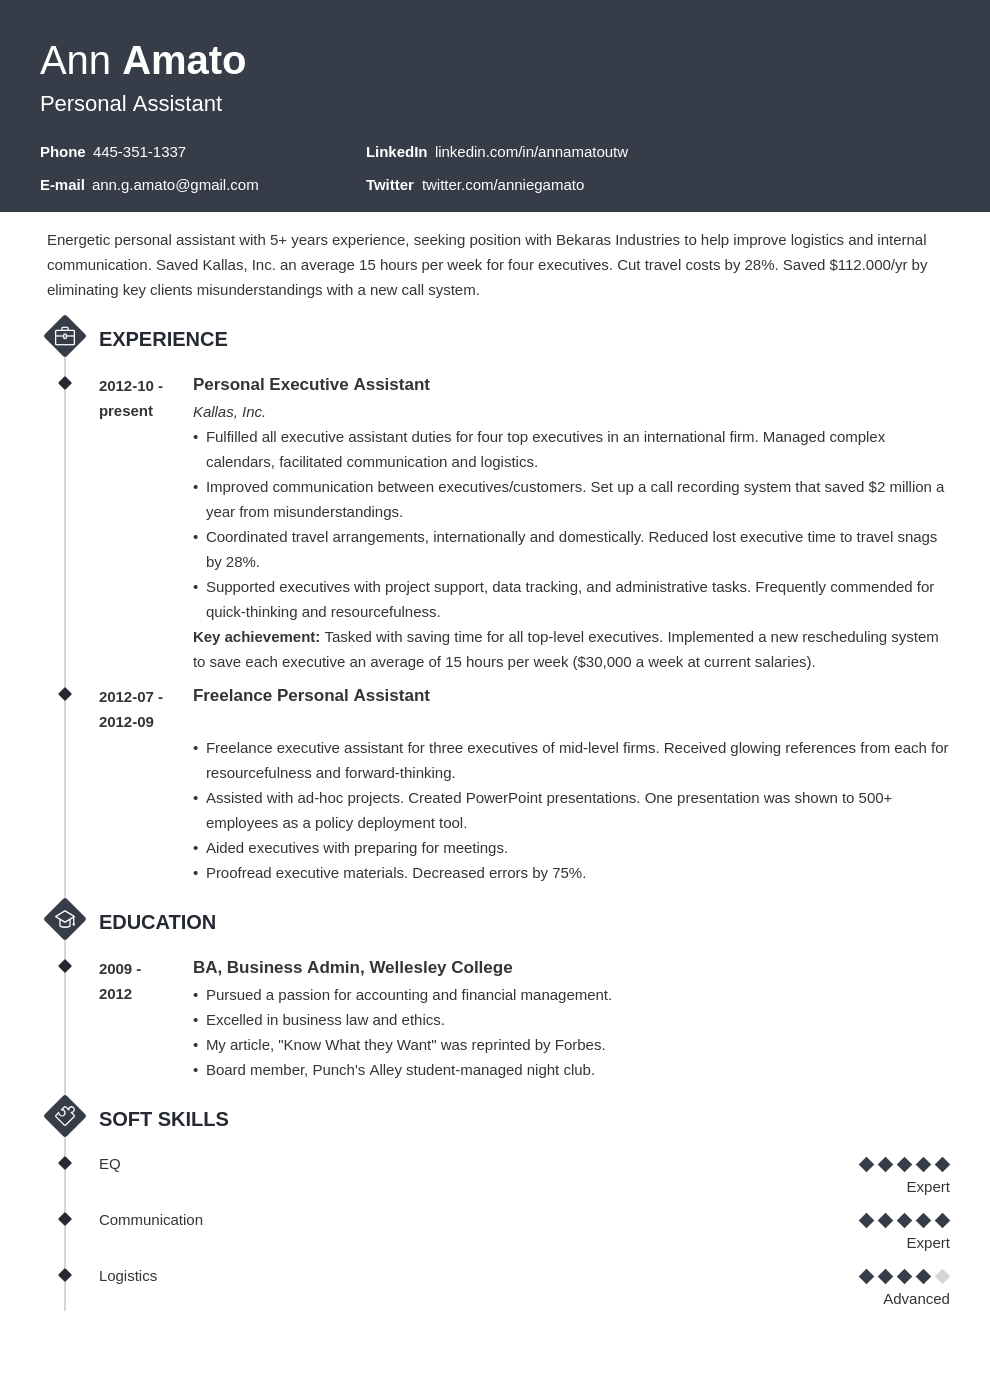 Ann Amato
Personal Assistant
Phone 445-351-1337
LinkedIn linkedin.com/in/annamatoutw
E-mail ann.g.amato@gmail.com
Twitter twitter.com/anniegamato
Energetic personal assistant with 5+ years experience, seeking position with Bekaras Industries to help improve logistics and internal
communication. Saved Kallas, Inc. an average 15 hours per week for four executives. Cut travel costs by 28%. Saved $112.000/yr by
eliminating key clients misunderstandings with a new call system.
EXPERIENCE
2012-10 -
present
Personal Executive Assistant
Kallas, Inc.
• Fulfilled all executive assistant duties for four top executives in an international firm. Managed complex
calendars, facilitated communication and logistics.
• Improved communication between executives/customers. Set up a call recording system that saved $2 million a
year from misunderstandings.
• Coordinated travel arrangements, internationally and domestically. Reduced lost executive time to travel snags
by 28%.
• Supported executives with project support, data tracking, and administrative tasks. Frequently commended for
quick-thinking and resourcefulness.
Key achievement: Tasked with saving time for all top-level executives. Implemented a new rescheduling system
to save each executive an average of 15 hours per week ($30,000 a week at current salaries).
2012-07 -
2012-09
Freelance Personal Assistant
• Freelance executive assistant for three executives of mid-level firms. Received glowing references from each for
resourcefulness and forward-thinking.
• Assisted with ad-hoc projects. Created PowerPoint presentations. One presentation was shown to 500+
employees as a policy deployment tool.
• Aided executives with preparing for meetings.
• Proofread executive materials. Decreased errors by 75%.
EDUCATION
2009 -
2012
BA, Business Admin, Wellesley College
• Pursued a passion for accounting and financial management.
• Excelled in business law and ethics.
• My article, "Know What they Want" was reprinted by Forbes.
• Board member, Punch's Alley student-managed night club.
SOFT SKILLS
EQ
Expert
Communication
Expert
Logistics
Advanced